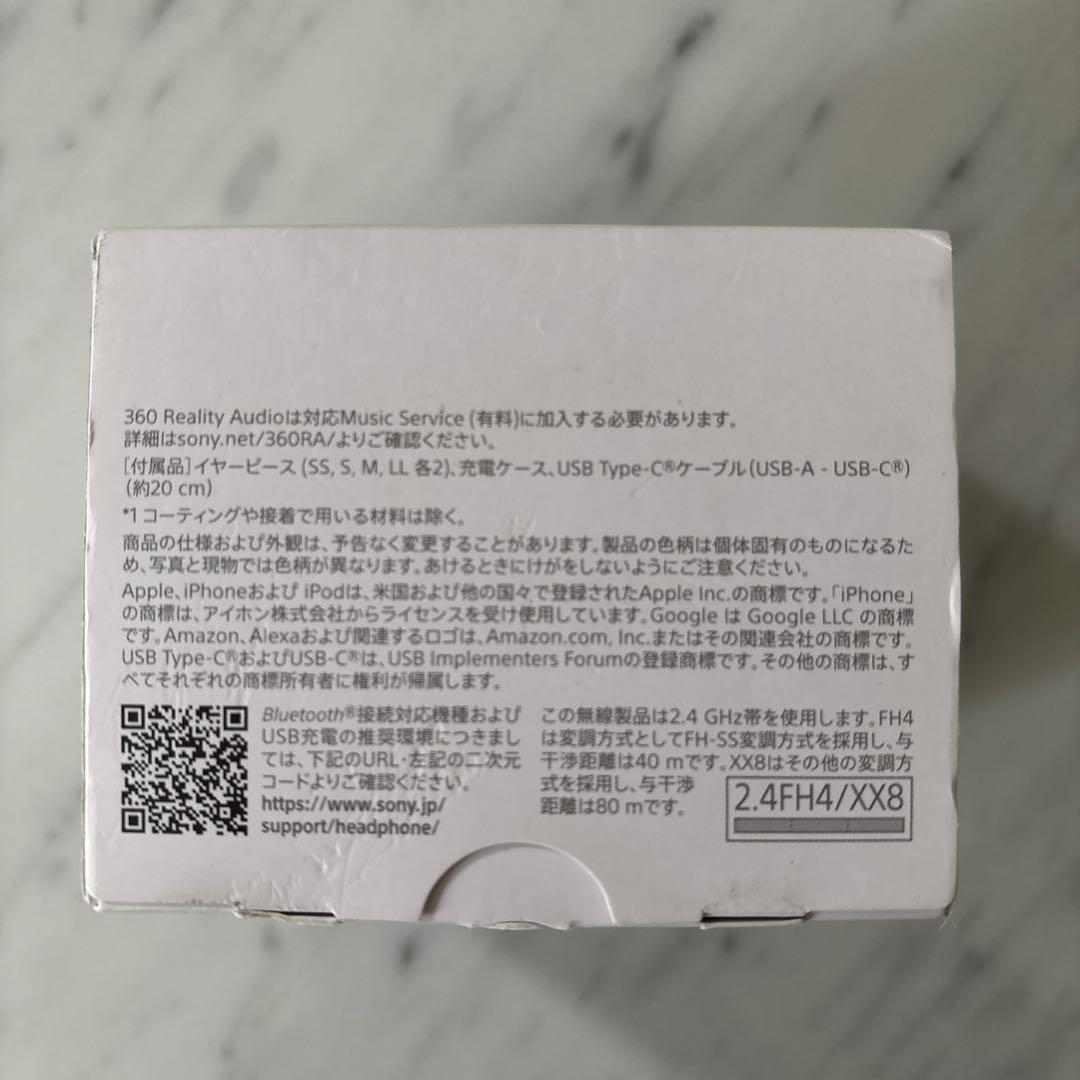 360 Reality Audioは対応Music Service (有料)に加入する必要があります。
詳細はsony.net/360RA/よりご確認ください。
[付属品]イヤーピース (SS, S, M, LL 各2)、充電ケース、USB Type-C®ケーブル(USB-A - USB-C®)
(約20 cm)
*1 コーティングや接着で用いる材料は除く。
商品の仕様および外観は、予告なく変更することがあります。製品の色柄は個体固有のものになるた
め、写真と現物では色柄が異なります。あけるときにけがをしないようにご注意ください。
Apple、iPhoneおよび iPodは、米国および他の国々で登録されたApple Inc.の商標です。「iPhone」
の商標は、アイホン株式会社からライセンスを受け使用しています。Google は Google LLC の商標
です。Amazon、Alexaおよび関連するロゴは、Amazon.com, Inc.またはその関連会社の商標です。
USB Type-C®およびUSB-C®は、USB Implementers Forumの登録商標です。その他の商標は、す
べてそれぞれの商標所有者に権利が帰属します。
Bluetooth®接続対応機種および
USB充電の推奨環境につきまし
ては、下記のURL・左記の二次元
コードよりご確認ください。
https://www.sony.jp/
support/headphone/
この無線製品は2.4 GHz帯を使用します。FH4
は変調方式としてFH-SS変調方式を採用し、与
干渉距離は40 mです。XX8はその他の変調方
式を採用し、与干渉
距離は80 mです。
2.4FH4/XX8